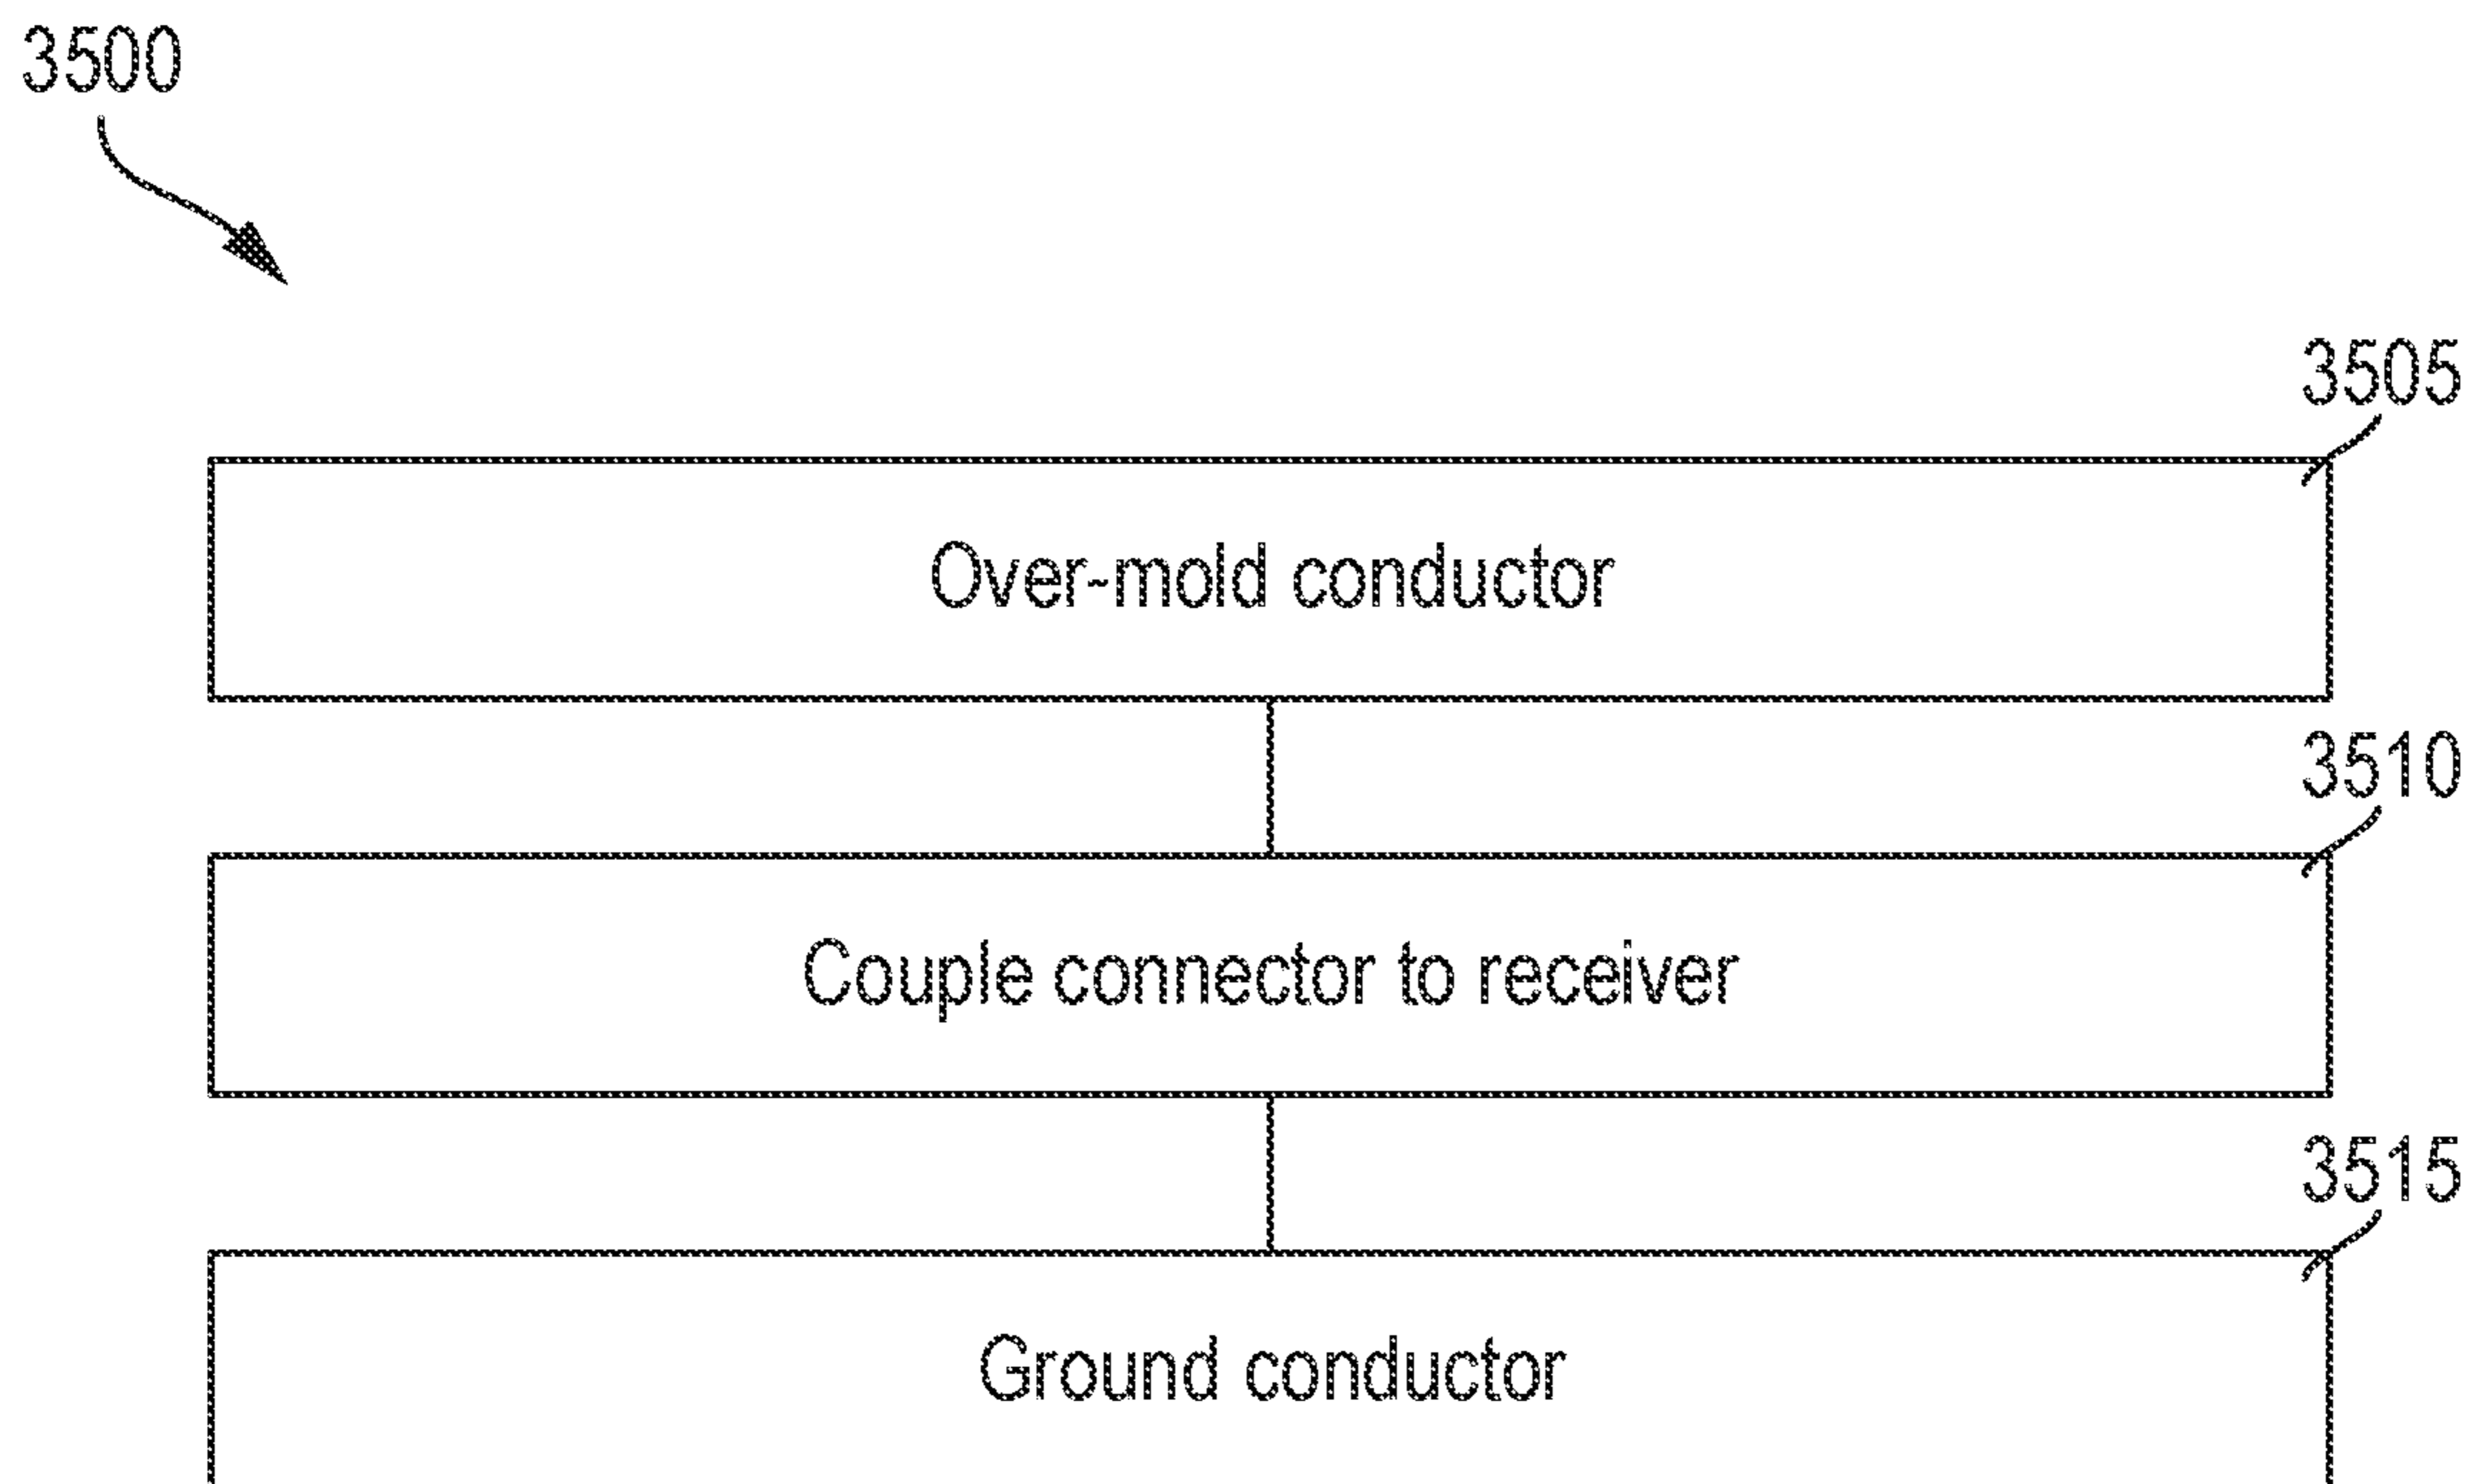 3500
3505
Over-mold conductor
3510
Couple connector to receiver
3515
Ground conductor